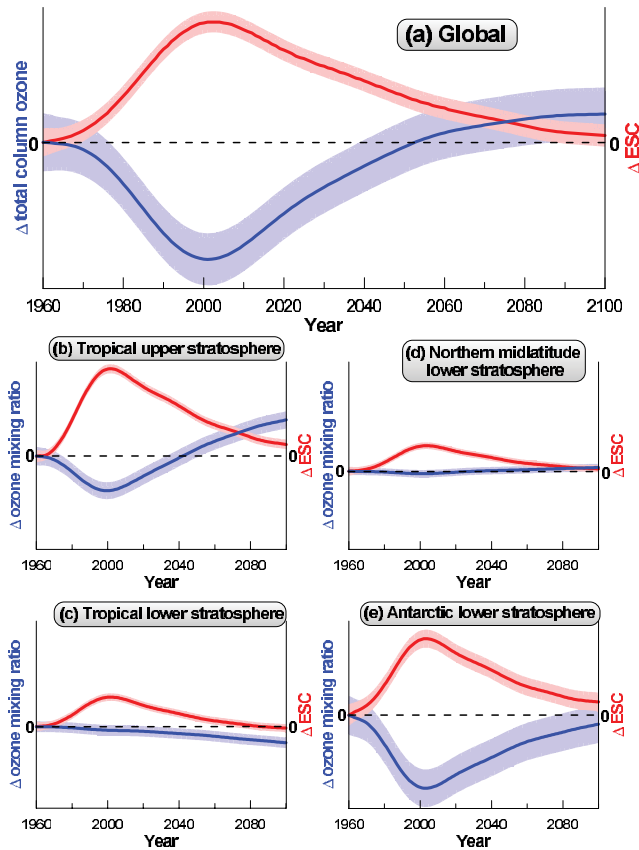 (a) Global
Δ total column ozone
0
0
Δ ESC
1960 1980 2000 2020 2040 2060 2080 2100
Year
(b) Tropical upper stratosphere
Δ ozone mixing ratio
0
0
Δ ESC
1960 2000 2040 2080
Year
(d) Northern midlatitude
lower stratosphere
Δ ozone mixing ratio
0
0
Δ ESC
1960 2000 2040 2080
Year
(c) Tropical lower stratosphere
Δ ozone mixing ratio
0
0
Δ ESC
1960 2000 2040 2080
Year
(e) Antarctic lower stratosphere
Δ ozone mixing ratio
0
0
Δ ESC
1960 2000 2040 2080
Year